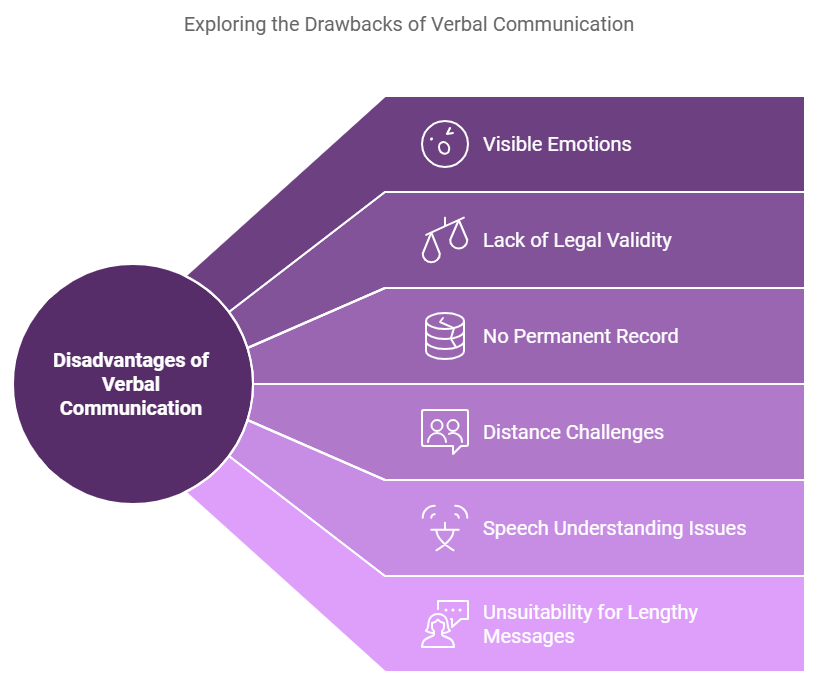 Exploring the Drawbacks of Verbal Communication
Visible Emotions
Lack of Legal Validity
No Permanent Record
Disadvantages of
Verbal
Communication
Distance Challenges
Speech Understanding Issues
Unsuitability for Lengthy
Messages